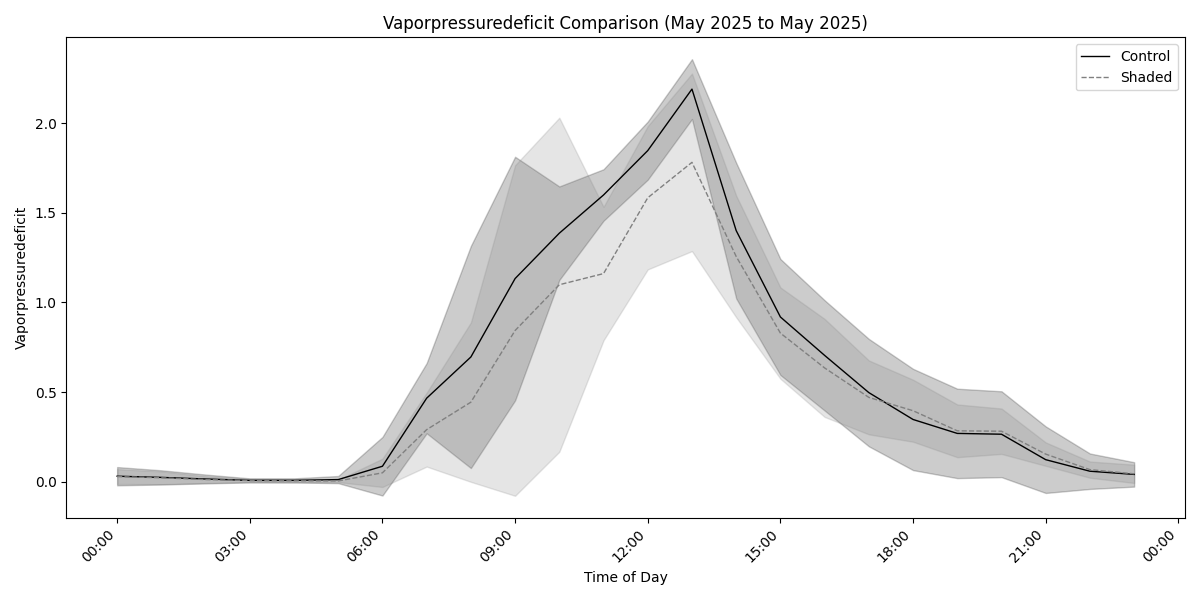 Vaporpressuredeficit Comparison (May 2025 to May 2025)
Control
Shaded
Vaporpressuredeficit
2.0
1.5
1.0
0.5
0.0
00:00 03:00 06:00 09:00 12:00 15:00 18:00 21:00 00:00
Time of Day